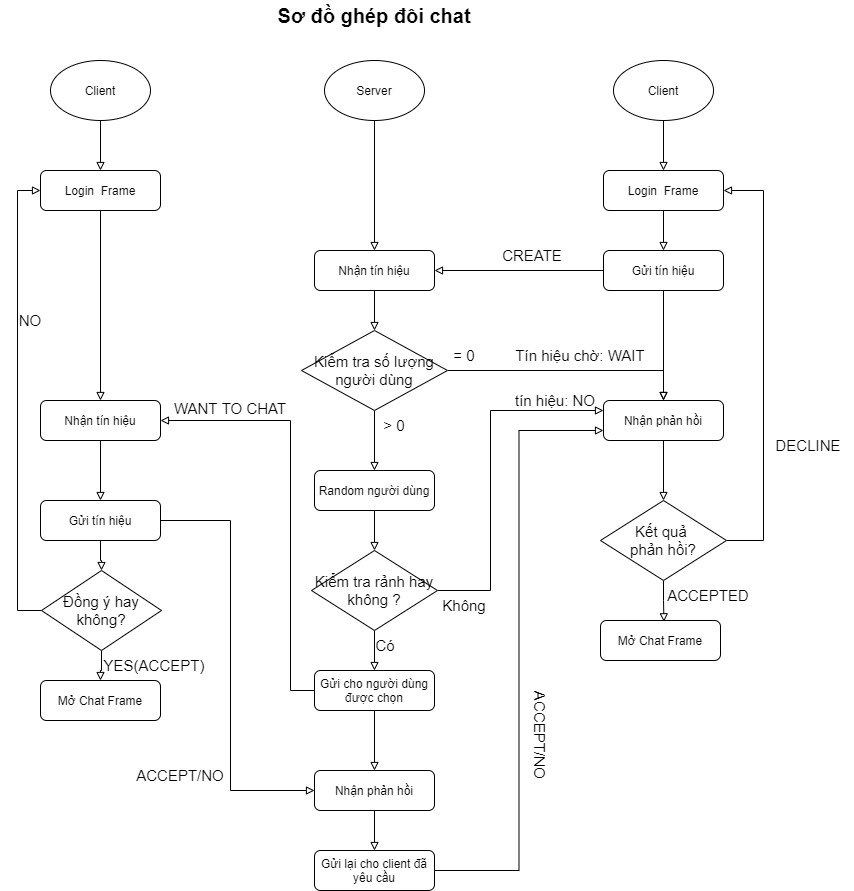 Sơ đồ ghép đôi chat
Client
Server
Client
Login Frame
Login Frame
CREATE
Nhận tín hiệu
Gửi tín hiệu
NO
Kiểm tra số lượng
người dùng
= 0
Tín hiệu chờ: WAIT
WANT TO CHAT
tín hiệu: NO
Nhận tín hiệu
> 0
Nhận phản hồi
DECLINE
Random người dùng
Gửi tín hiệu
Kết quả
phản hồi?
Kiểm tra rảnh hay
không ?
Không
ACCEPTED
Đồng ý hay
không?
Có
Mở Chat Frame
YES(ACCEPT)
Gửi cho người dùng
được chọn
Mở Chat Frame
ACCEPT/NO
ACCEPT/NO
Nhận phản hồi
Gửi lại cho client đã
yêu cầu